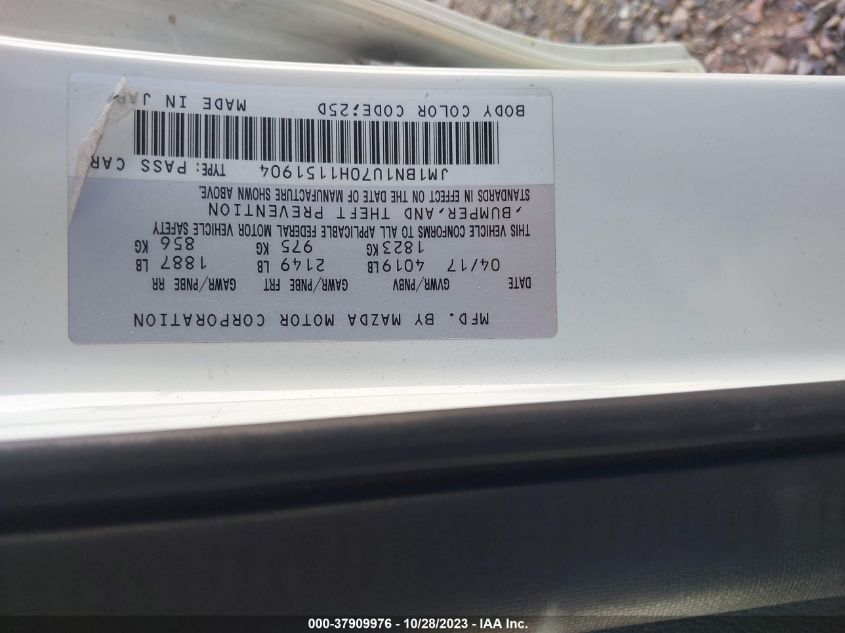 MFD. BY MAZDA MOTOR CORPORATION
DATE GVWR/PNBV GAWR/PNBE FRT GAWR/PNBE RR
04/17 4019LB 2149 LB 1887 LB
1823KG 975 KG 856 KG
THIS VEHICLE CONFORMS TO ALL APPLICABLE FEDERAL MOTOR VEHICLE SAFETY
,BUMPER,AND THEFT PREVENTION
STANDARDS IN EFFECT ON THE DATE OF MANUFACTURE SHOWN ABOVE.
JM1BN1U70H1151904 TYPE: PASS CAR
BODY COLOR CODE:25D MADE IN
000-37909976 - 10/28/2023 - IAA Inc.